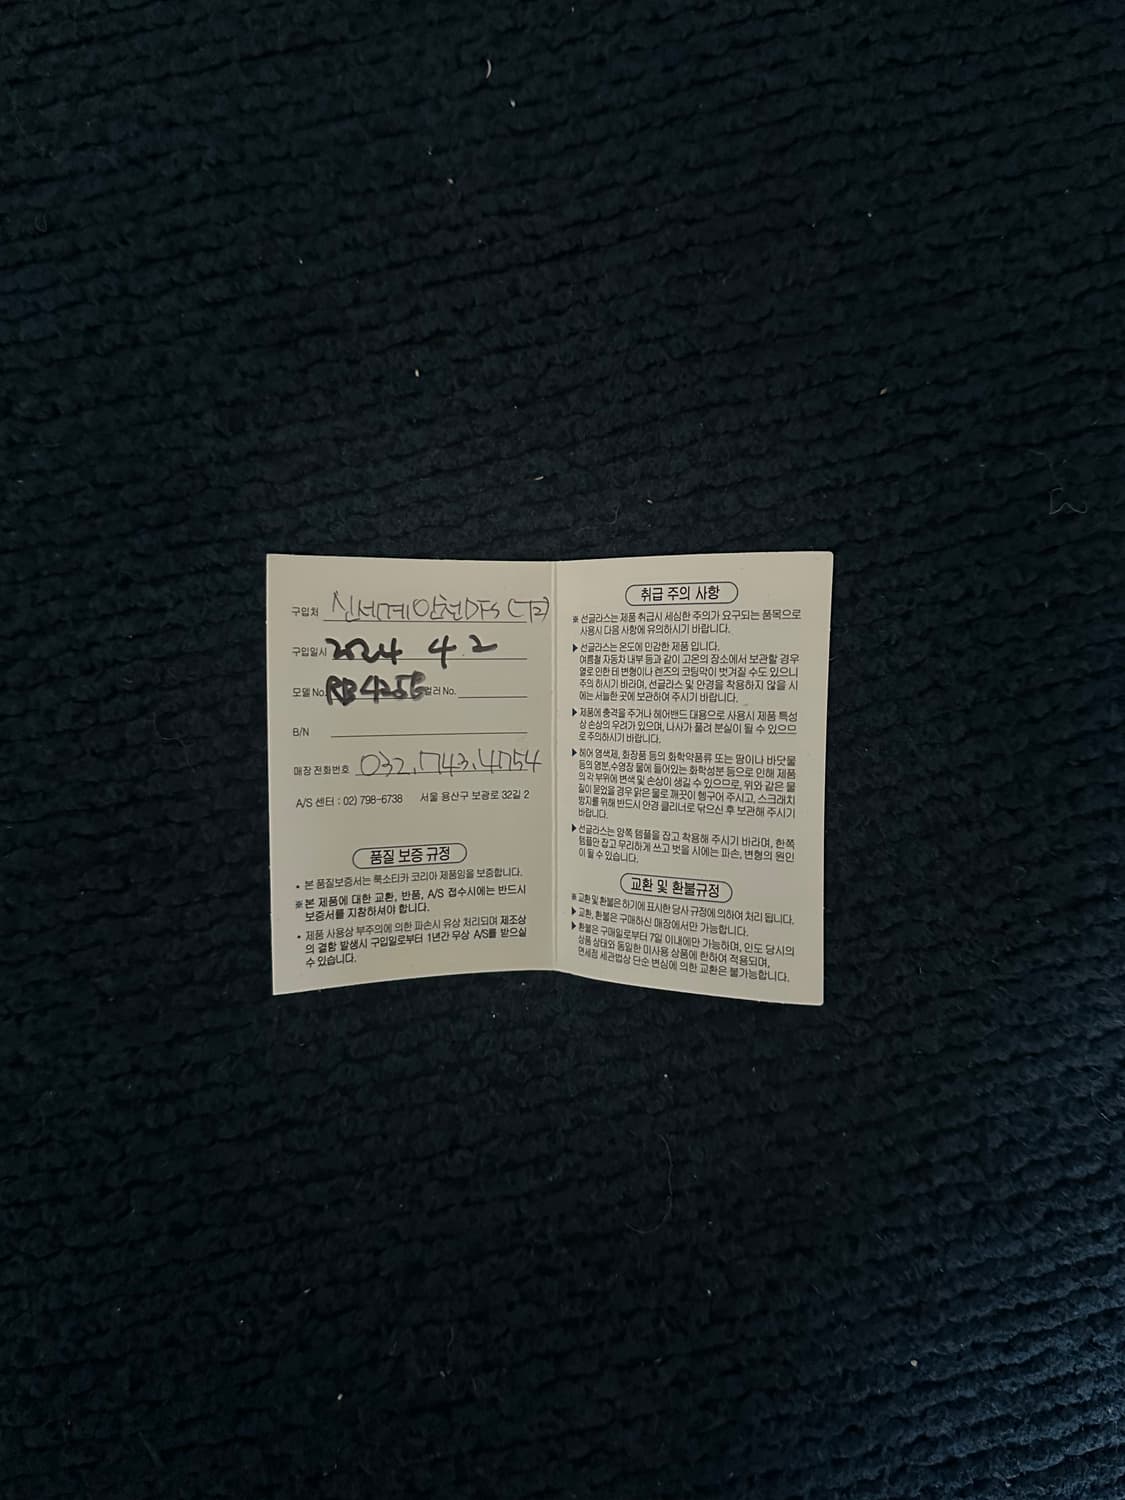 구입처 신세계인천DFS (T2)
구입일시 2024 4. 2
모델 No. RB4256 컬러 No.
B/N
매장 전화번호 032.743.4754
A/S 센터 : 02) 798-6738 서울 용산구 보광로 32길 2
품질 보증 규정
• 본 품질보증서는 룩소티카 코리아 제품임을 보증합니다.
※ 본 제품에 대한 교환, 반품, A/S 접수시에는 반드시
보증서를 지참하셔야 합니다.
• 제품 사용상 부주의에 의한 파손시 유상 처리되며 제조상
의 결함 발생시 구입일로부터 1년간 무상 A/S를 받으실
수 있습니다.
취급 주의 사항
※ 선글라스는 제품 취급시 세심한 주의가 요구되는 품목으로
사용시 다음 사항에 유의하시기 바랍니다.
▶ 선글라스는 온도에 민감한 제품 입니다.
여름철 자동차 내부 등과 같이 고온의 장소에서 보관할 경우
열로 인한 테 변형이나 렌즈의 코팅막이 벗겨질 수도 있으니
주의 하시기 바라며, 선글라스 및 안경을 착용하지 않을 시
에는 서늘한 곳에 보관하여 주시기 바랍니다.
▶ 제품에 충격을 주거나 헤어밴드 대용으로 사용시 제품 특성
상 손상의 우려가 있으며, 나사가 풀려 분실이 될 수 있으므
로 주의하시기 바랍니다.
▶ 헤어 염색제, 화장품 등의 화학약품류 또는 땀이나 바닷물
등의 염분,수영장 물에 들어있는 화학성분 등으로 인해 제품
의 각 부위에 변색 및 손상이 생길 수 있으므로, 위와 같은 물
질이 묻었을 경우 맑은 물로 깨끗이 헹구어 주시고, 스크래치
방지를 위해 반드시 안경 클리너로 닦으신 후 보관해 주시기
바랍니다.
▶ 선글라스는 양쪽 템플을 잡고 착용해 주시기 바라며, 한쪽
템플만 잡고 무리하게 쓰고 벗을 시에는 파손, 변형의 원인
이 될 수 있습니다.
교환 및 환불규정
※ 교환 및 환불은 하기에 표시한 당사 규정에 의하여 처리 됩니다.
▶ 교환, 환불은 구매하신 매장에서만 가능합니다.
▶ 환불은 구매일로부터 7일 이내에만 가능하며, 인도 당시의
상품 상태와 동일한 미사용 상품에 한하여 적용되며,
면세점 세관법상 단순 변심에 의한 교환은 불가능합니다.